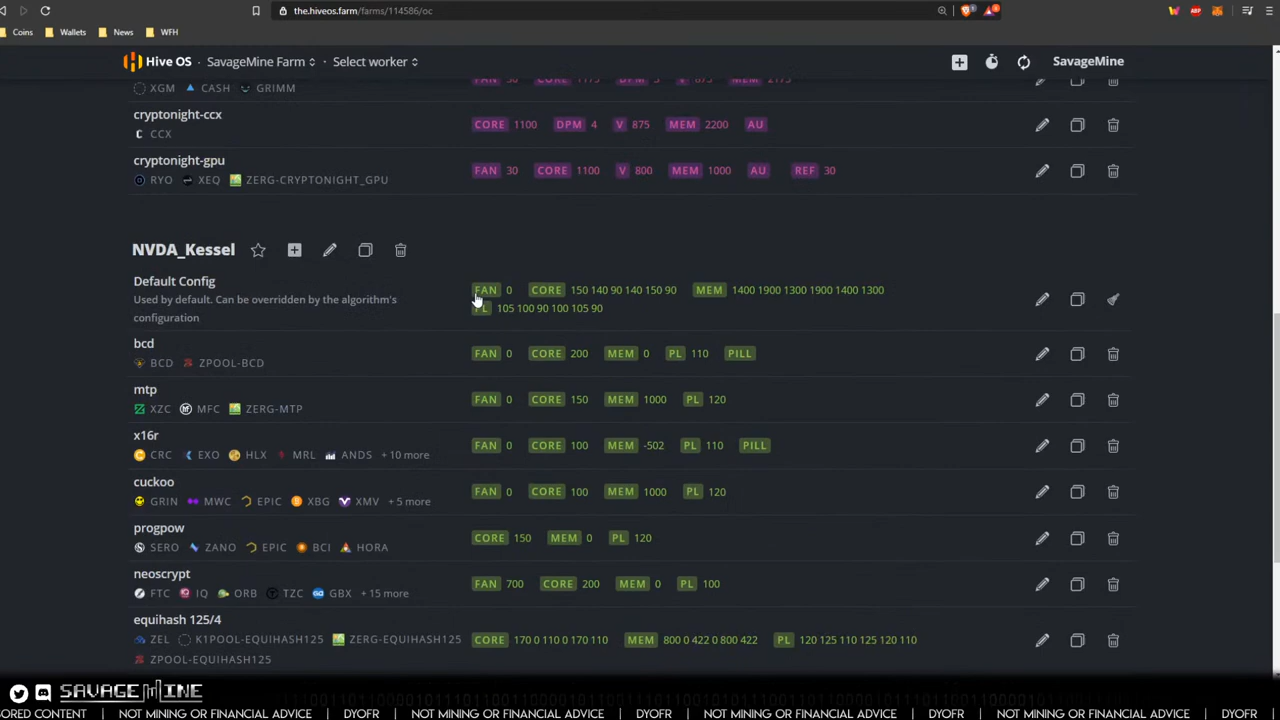 the.hiveos.farm/farms/114586/oc
Coins Wallets News WFH
Hive OS SavageMine Farm Select worker SavageMine
XGM CASH GRIMM
cryptonight-ccx
CCX
CORE 1100 DPM 4 V 875 MEM 2200 AU
cryptonight-gpu
RYO XEQ ZERG-CRYPTONIGHT_GPU
FAN 30 CORE 1100 V 800 MEM 1000 AU REF 30
NVDA_Kessel
Default Config
Used by default. Can be overridden by the algorithm's
configuration
FAN 0 CORE 150 140 90 140 150 90 MEM 1400 1900 1300 1900 1400 1300
PL 105 100 90 100 105 90
bcd
BCD ZPOOL-BCD
FAN 0 CORE 200 MEM 0 PL 110 PILL
mtp
XZC MFC ZERG-MTP
FAN 0 CORE 150 MEM 1000 PL 120
x16r
CRC EXO HLX MRL ANDS + 10 more
FAN 0 CORE 100 MEM -502 PL 110 PILL
cuckoo
GRIN MWC EPIC XBG XMV + 5 more
FAN 0 CORE 100 MEM 1000 PL 120
progpow
SERO ZANO EPIC BCI HORA
CORE 150 MEM 0 PL 120
neoscrypt
FTC IQ ORB TZC GBX + 15 more
FAN 700 CORE 200 MEM 0 PL 100
equihash 125/4
ZEL K1POOL-EQUIHASH125 ZERG-EQUIHASH125
ZPOOL-EQUIHASH125
CORE 170 0 110 0 170 110 MEM 800 0 422 0 800 422 PL 120 125 110 125 120 110
SAVAGEMINE
SORED CONTENT / NOT MINING OR FINANCIAL ADVICE / DYOFR / NOT MINING OR FINANCIAL ADVICE / DYOFR / NOT MINING OR FINANCIAL ADVICE / DYOFR / NOT MINING OR FINANCIAL ADVICE / DYOFR /